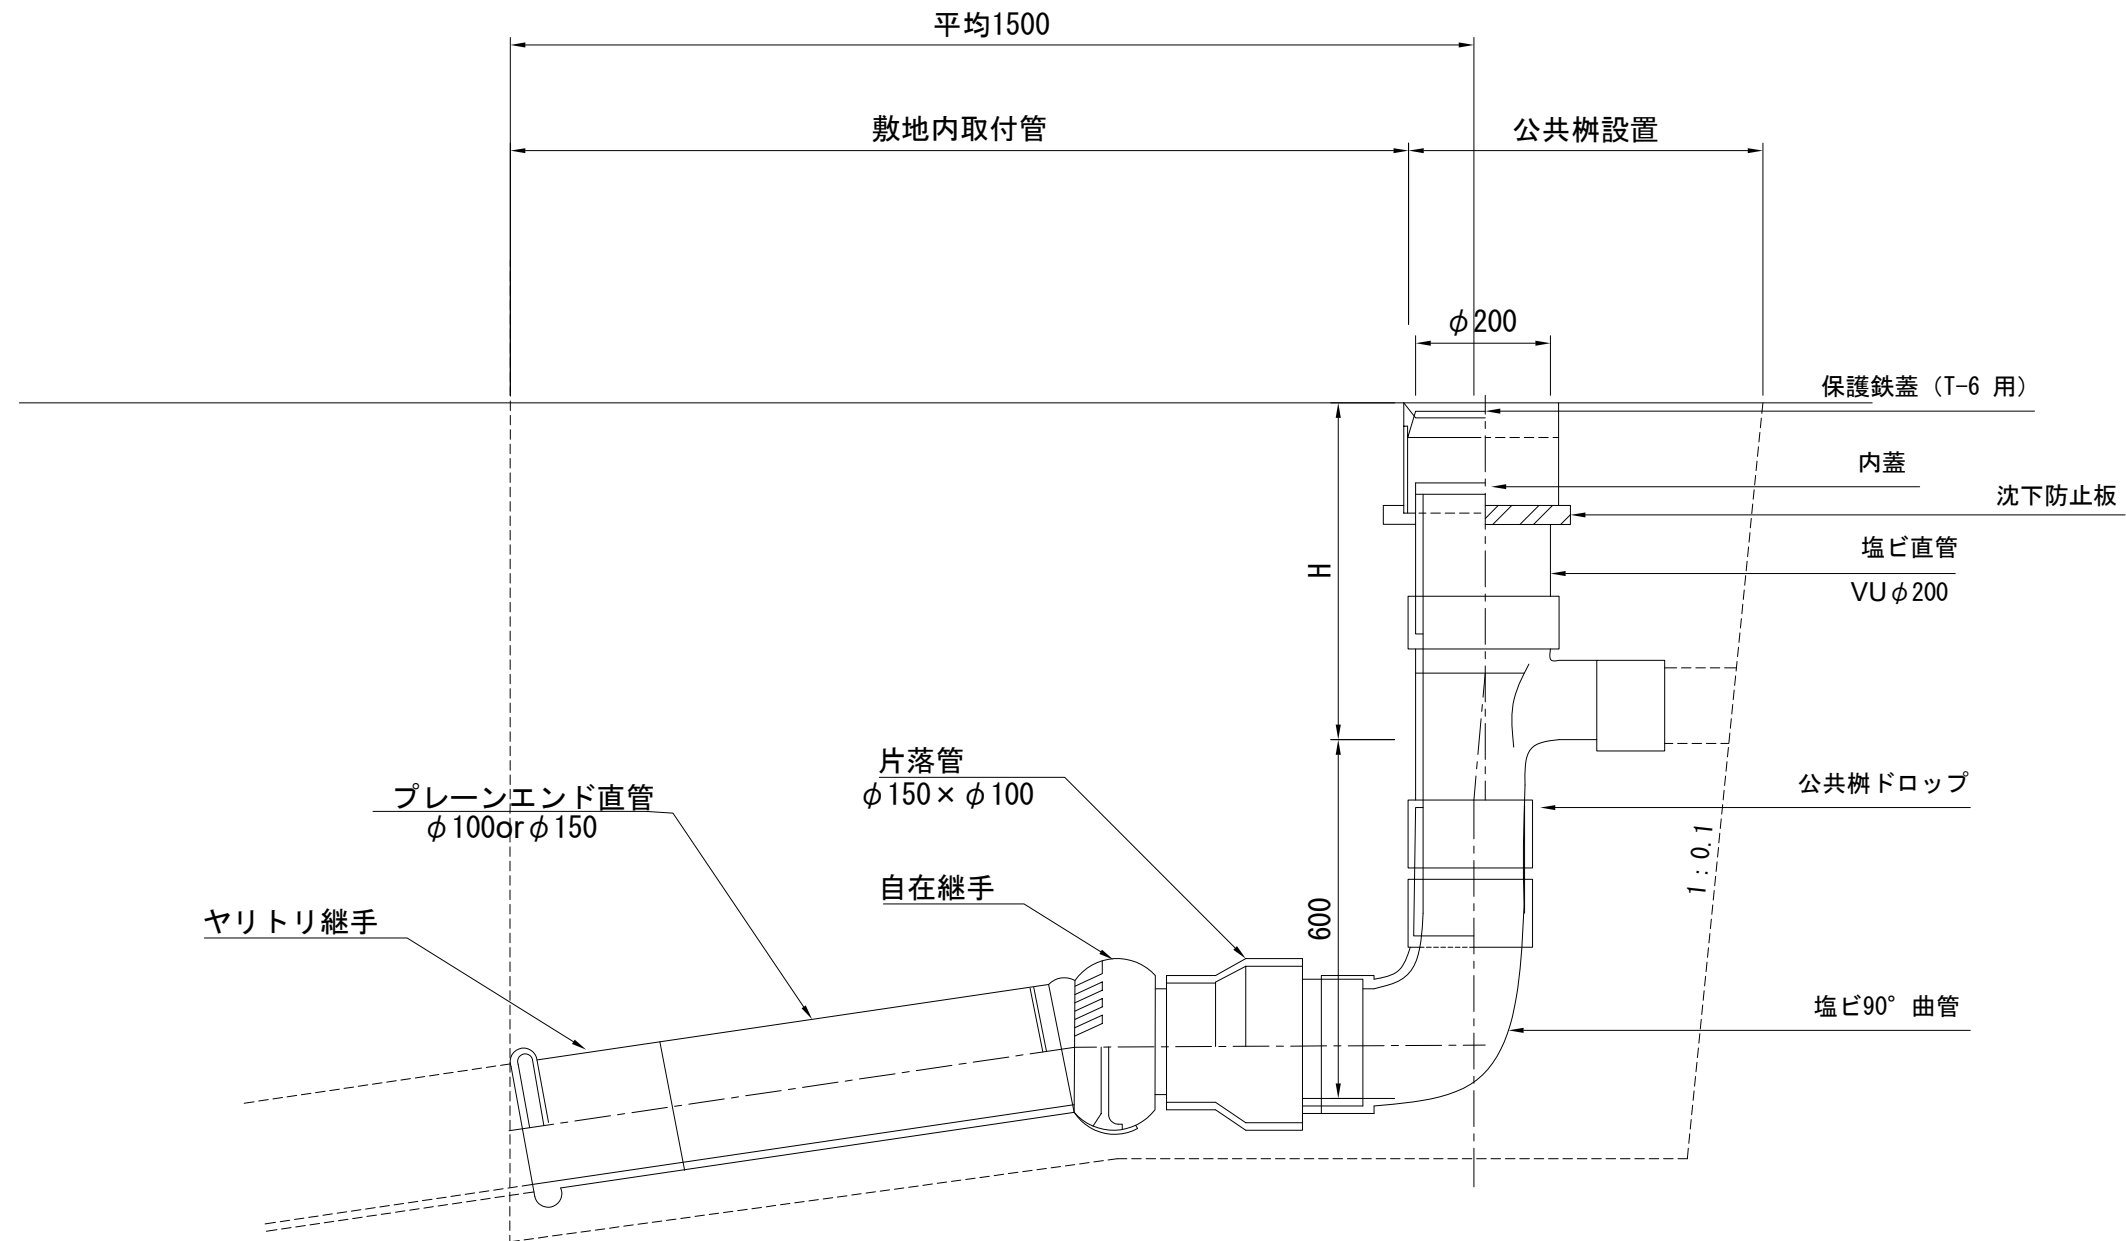 平均1500
敷地内取付管
公共桝設置
φ200
保護鉄蓋（T-6 用）
内蓋
沈下防止板
塩ビ直管
VUφ200
H
片落管
φ150×φ100
プレーンエンド直管
φ100orφ150
公共桝ドロップ
1：0.1
自在継手
600
ヤリトリ継手
塩ビ90° 曲管